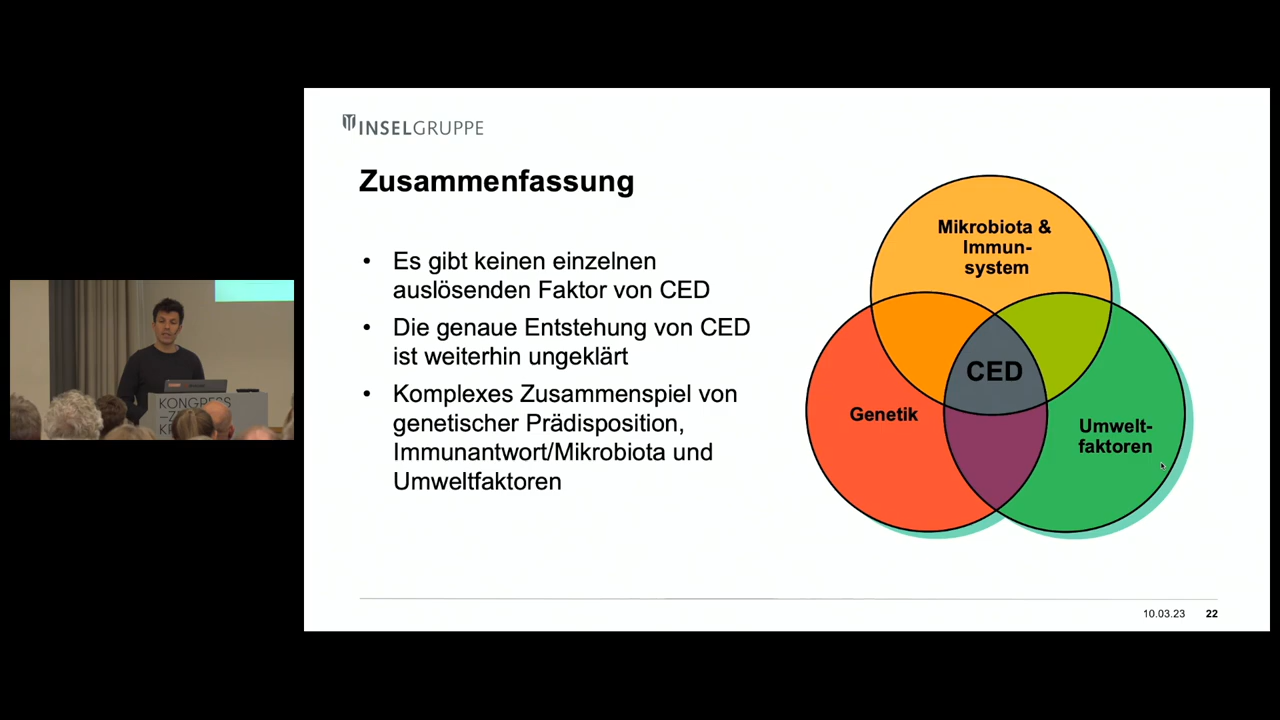 INSELGRUPPE
Zusammenfassung
• Es gibt keinen einzelnen
auslösenden Faktor von CED
• Die genaue Entstehung von CED
ist weiterhin ungeklärt
• Komplexes Zusammenspiel von
genetischer Prädisposition,
Immunantwort/Mikrobiota und
Umweltfaktoren
Mikrobiota &
Immun-
system
CED
Genetik
Umwelt-
faktoren
10.03.23 22
KONGRESS